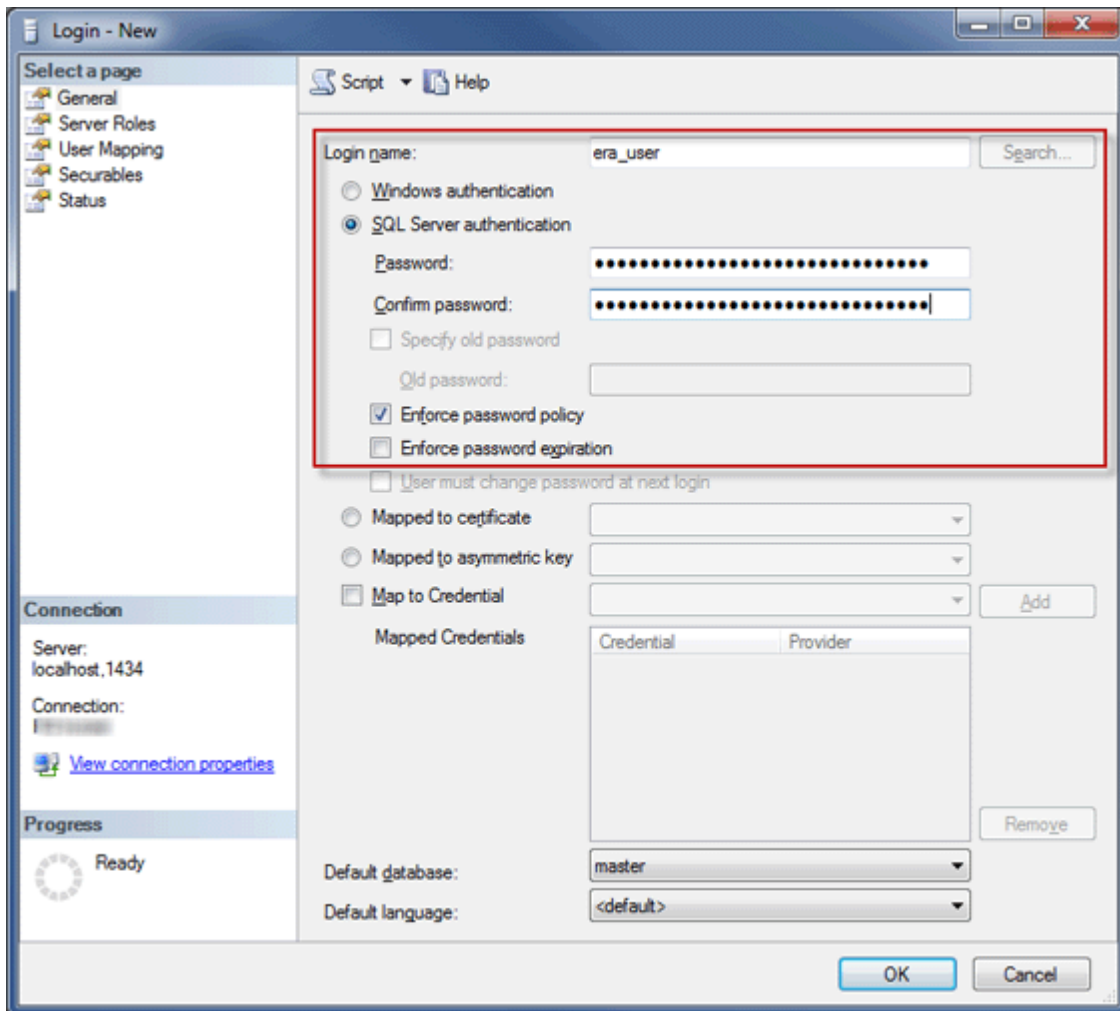 Login - New
Select a page
General
Server Roles
User Mapping
Securables
Status
Script Help
Login name: era_user Search...
Windows authentication
SQL Server authentication
Password: ••••••••••••••••••••••••••••••
Confirm password: ••••••••••••••••••••••••••••••
Specify old password
Old password:
Enforce password policy
Enforce password expiration
User must change password at next login
Mapped to certificate
Mapped to asymmetric key
Map to Credential Add
Mapped Credentials Credential Provider
Remove
Default database: master
Default language: <default>
Connection
Server:
localhost,1434
Connection:
View connection properties
Progress
Ready
OK Cancel